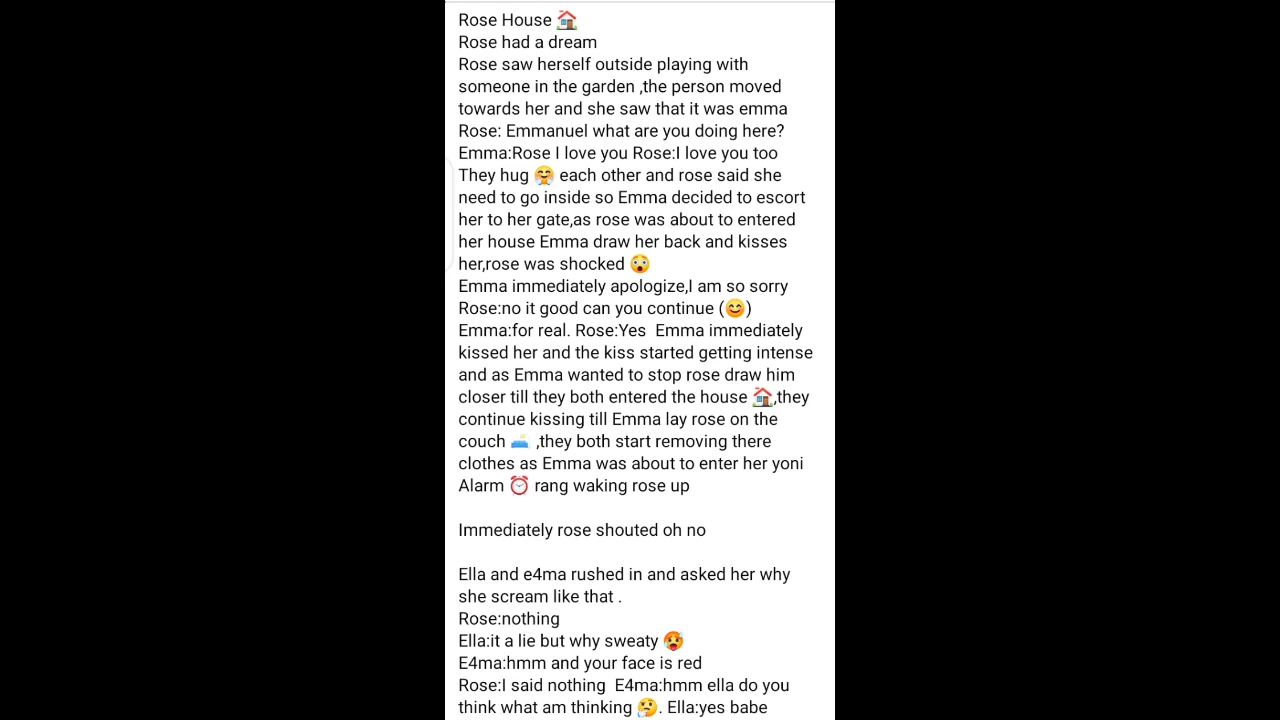 Rose House 🏠
Rose had a dream
Rose saw herself outside playing with
someone in the garden ,the person moved
towards her and she saw that it was emma
Rose: Emmanuel what are you doing here?
Emma:Rose I love you Rose:I love you too
They hug 🤗 each other and rose said she
need to go inside so Emma decided to escort
her to her gate,as rose was about to entered
her house Emma draw her back and kisses
her,rose was shocked 😲
Emma immediately apologize,I am so sorry
Rose:no it good can you continue (😊)
Emma:for real. Rose:Yes  Emma immediately
kissed her and the kiss started getting intense
and as Emma wanted to stop rose draw him
closer till they both entered the house 🏠,they
continue kissing till Emma lay rose on the
couch 🛋️ ,they both start removing there
clothes as Emma was about to enter her yoni
Alarm ⏰ rang waking rose up

Immediately rose shouted oh no

Ella and e4ma rushed in and asked her why
she scream like that .
Rose:nothing
Ella:it a lie but why sweaty 🥵
E4ma:hmm and your face is red
Rose:I said nothing  E4ma:hmm ella do you
think what am thinking 🤔. Ella:yes babe